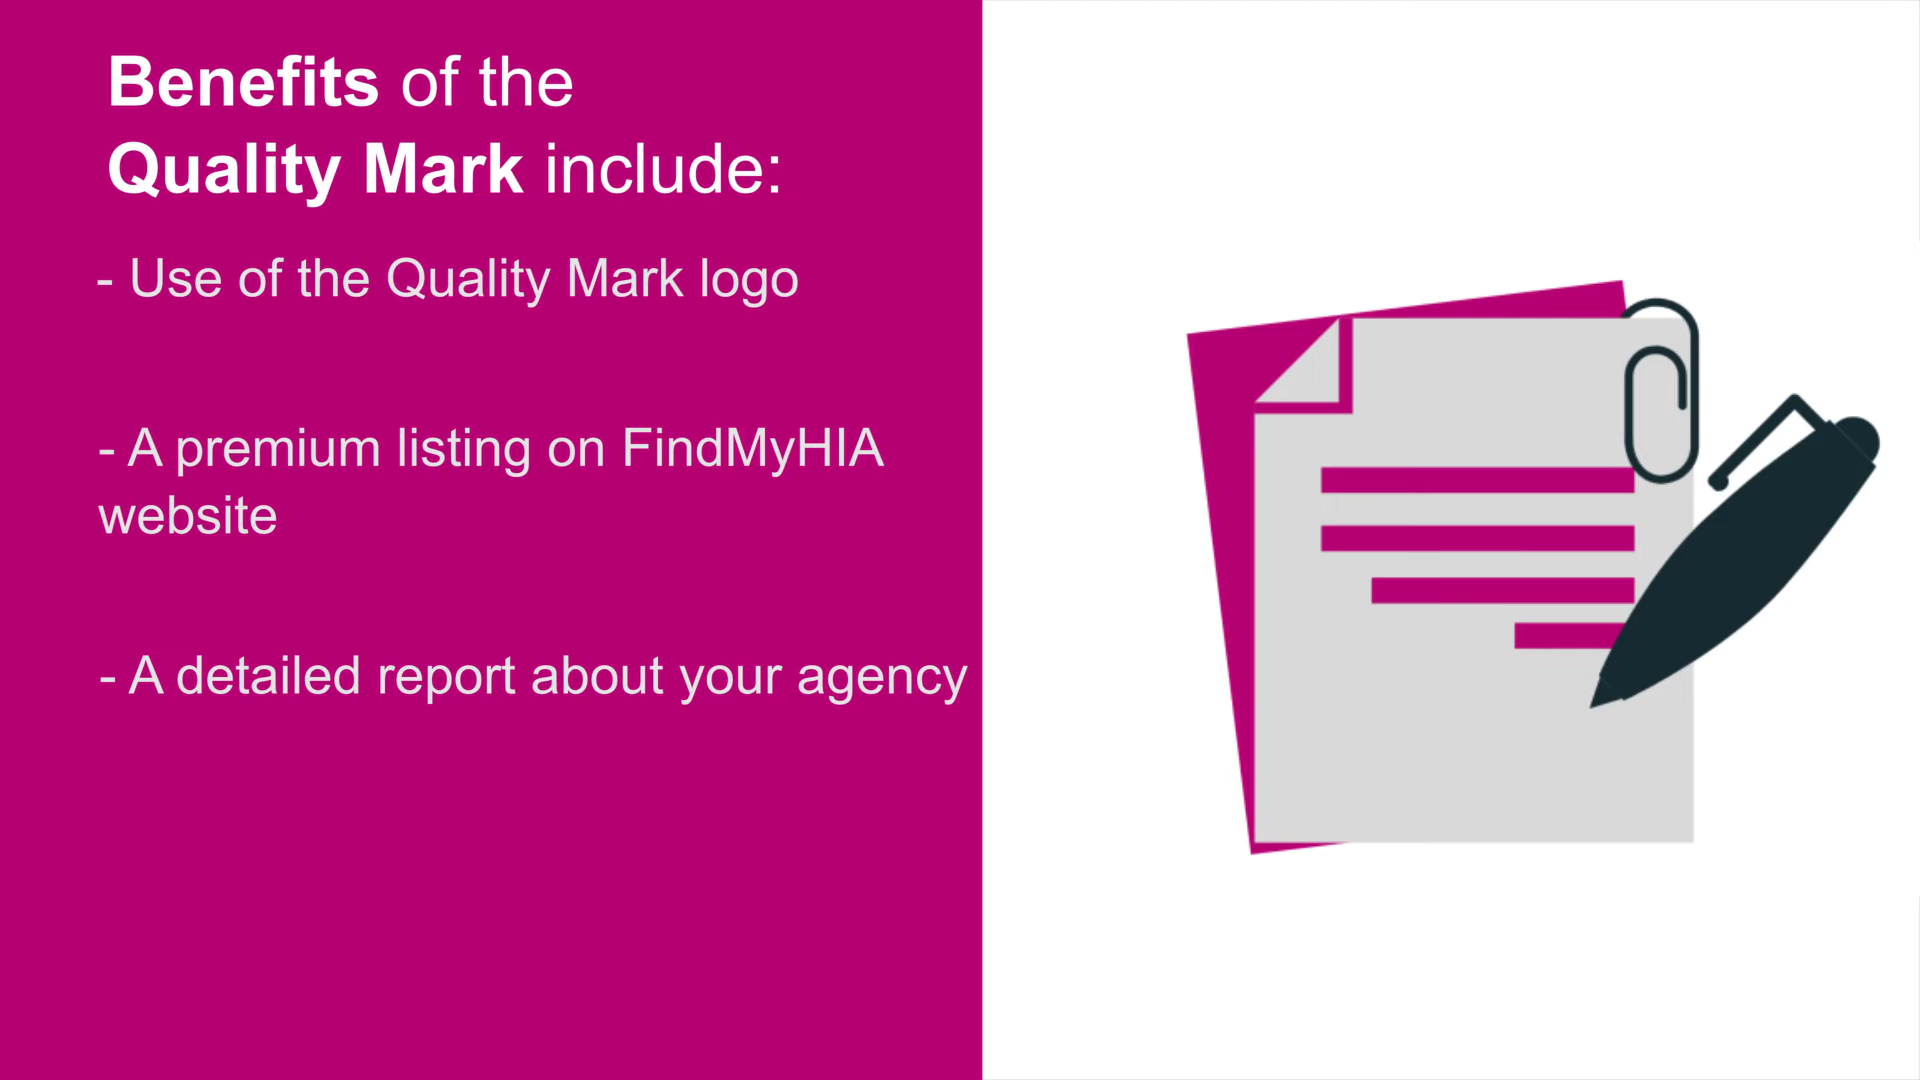 Benefits of the
Quality Mark include:
- Use of the Quality Mark logo
- A premium listing on FindMyHIA
website
- A detailed report about your agency